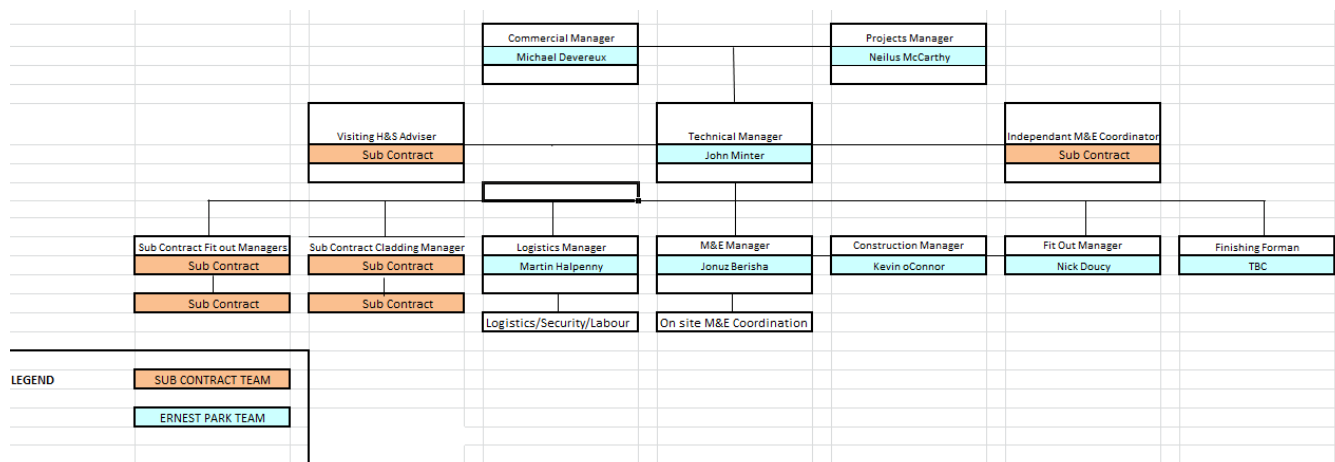 Commercial Manager
Michael Devereux
Projects Manager
Neilus McCarthy
Visiting H&S Adviser
Sub Contract
Technical Manager
John Minter
Independant M&E Coordinator
Sub Contract
Sub Contract Fit out Managers
Sub Contract
Sub Contract
Sub Contract Cladding Manager
Sub Contract
Sub Contract
Logistics Manager
Martin Halpenny
Logistics/Security/Labour
M&E Manager
Jonuz Berisha
On site M&E Coordination
Construction Manager
Kevin oConnor
Fit Out Manager
Nick Doucy
Finishing Forman
TBC
LEGEND
SUB CONTRACT TEAM
ERNEST PARK TEAM